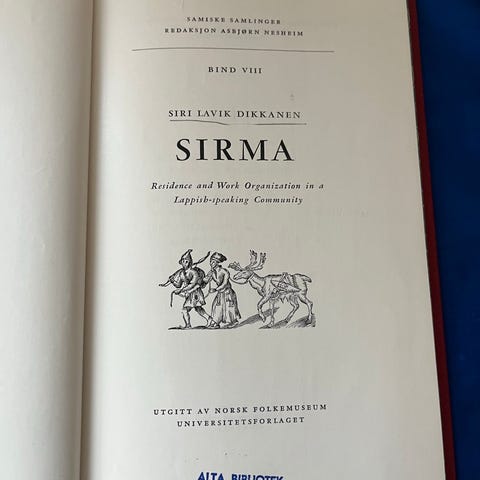 SAMISKE SAMLINGER
REDAKSJON ASBJØRN NESHEIM
BIND VIII
SIRI LAVIK DIKKANEN
SIRMA
Residence and Work Organization in a
Lappish-speaking Community
UTGITT AV NORSK FOLKEMUSEUM
UNIVERSITETSFORLAGET
ALTA BIBLIOTEK